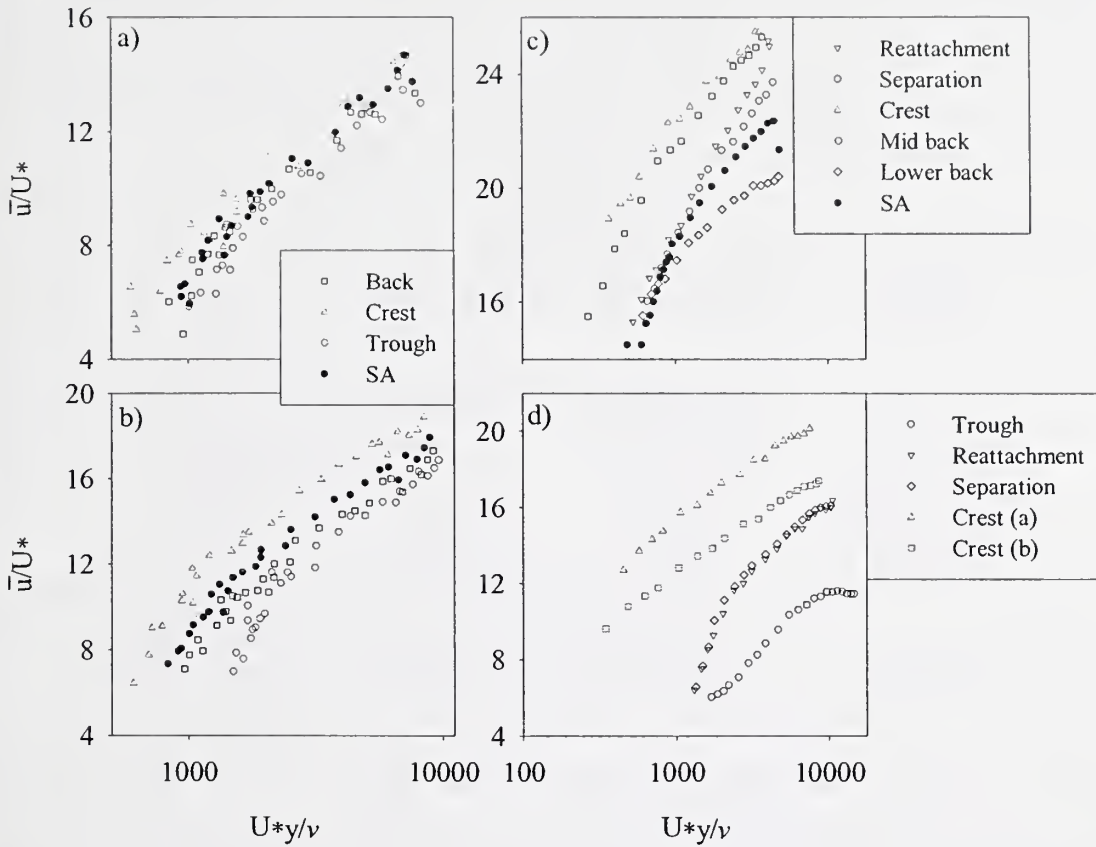 16
12
8
4
a)
ū/U*
Back
Crest
Trough
SA
c)
24
20
16
Reattachment
Separation
Crest
Mid back
Lower back
SA
20
16
12
8
4
b)
ū/U*
1000
10000
U*y/ν
d)
20
16
12
8
4
100
1000
10000
U*y/ν
Trough
Reattachment
Separation
Crest (a)
Crest (b)